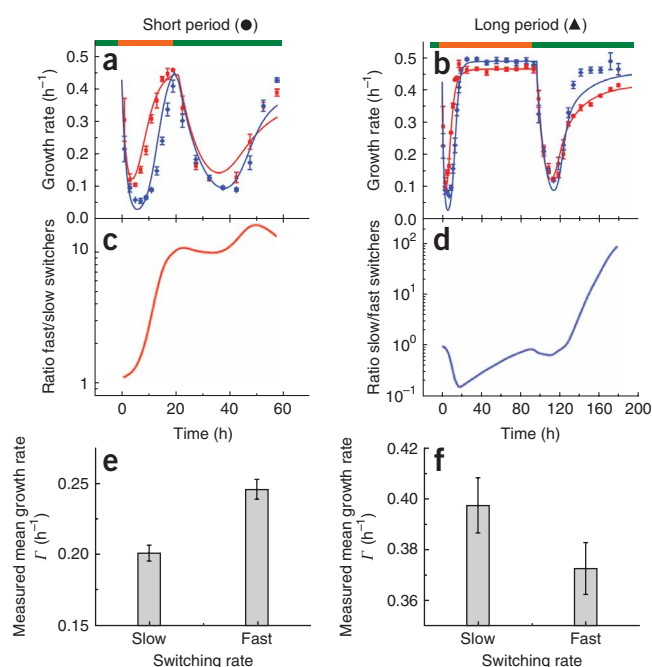 Short period (●)
Long period (▲)
a
b
Growth rate (h⁻¹)
0.5
0.4
0.3
0.2
0.1
0.0
Growth rate (h⁻¹)
0.5
0.4
0.3
0.2
0.1
0.0
c
d
Ratio fast/slow switchers
10
1
Ratio slow/fast switchers
10²
10¹
10⁰
10⁻¹
0 20 40 60
0 40 80 120 160 200
Time (h)
Time (h)
e
f
Measured mean growth rate
Γ (h⁻¹)
0.25
0.20
0.15
Measured mean growth rate
Γ (h⁻¹)
0.42
0.40
0.38
0.36
Slow Fast
Slow Fast
Switching rate
Switching rate